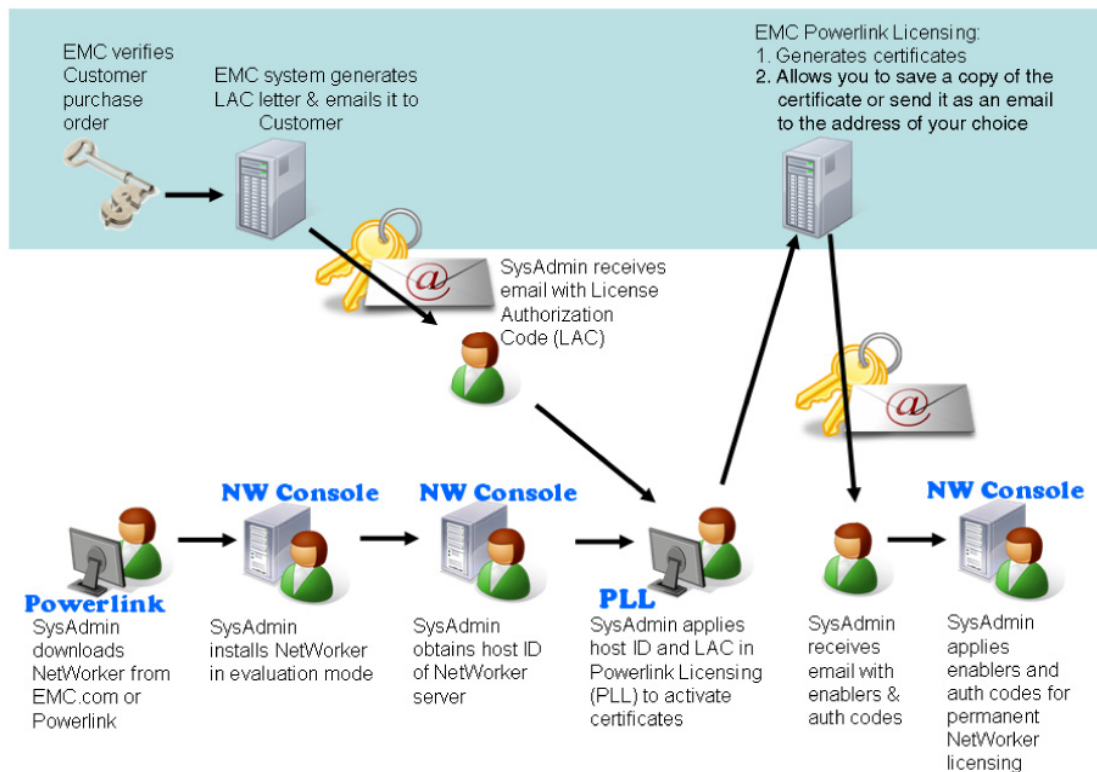 EMC verifies
Customer
purchase
order
EMC system generates
LAC letter & emails it to
Customer
EMC Powerlink Licensing:
1. Generates certificates
2. Allows you to save a copy of the
certificate or send it as an email
to the address of your choice
$
@
SysAdmin receives
email with License
Authorization
Code (LAC)
@
Powerlink
SysAdmin
downloads
NetWorker from
EMC.com or
Powerlink
NW Console
SysAdmin
installs NetWorker
in evaluation mode
NW Console
SysAdmin
obtains host ID
of NetWorker
server
PLL
SysAdmin applies
host ID and LAC in
Powerlink Licensing
(PLL) to activate
certificates
SysAdmin
receives
email with
enablers &
auth codes
NW Console
SysAdmin
applies
enablers and
auth codes for
permanent
NetWorker
licensing